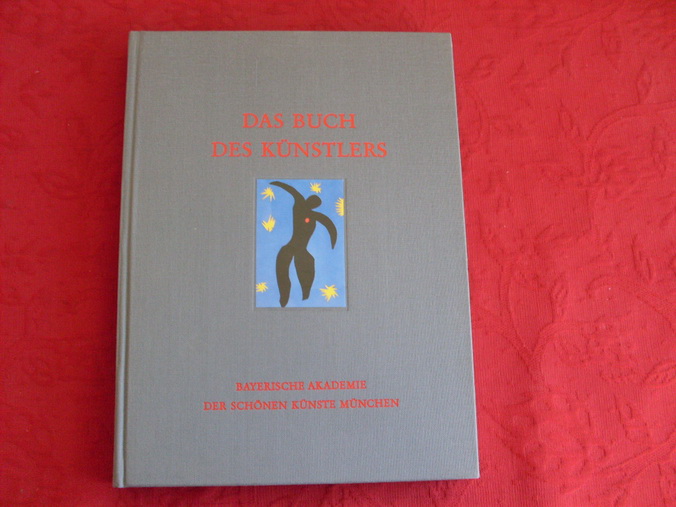 DAS BUCH
DES KÜNSTLERS
BAYERISCHE AKADEMIE
DER SCHÖNEN KÜNSTE MÜNCHEN